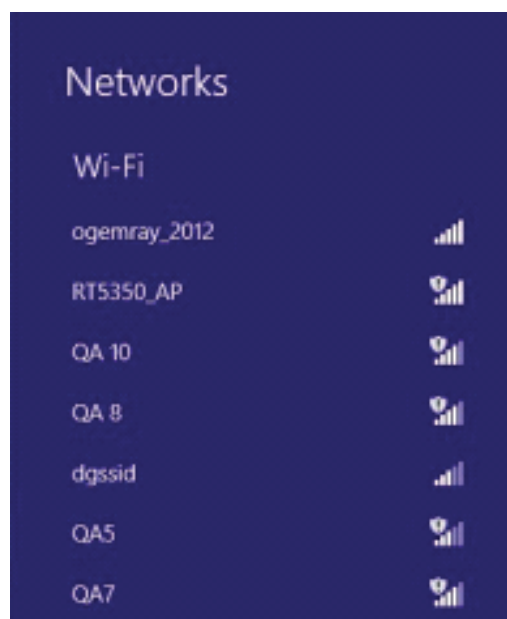 Networks
Wi-Fi
ogemray_2012
RT5350_AP
QA 10
QA 8
dgssid
QA5
QA7